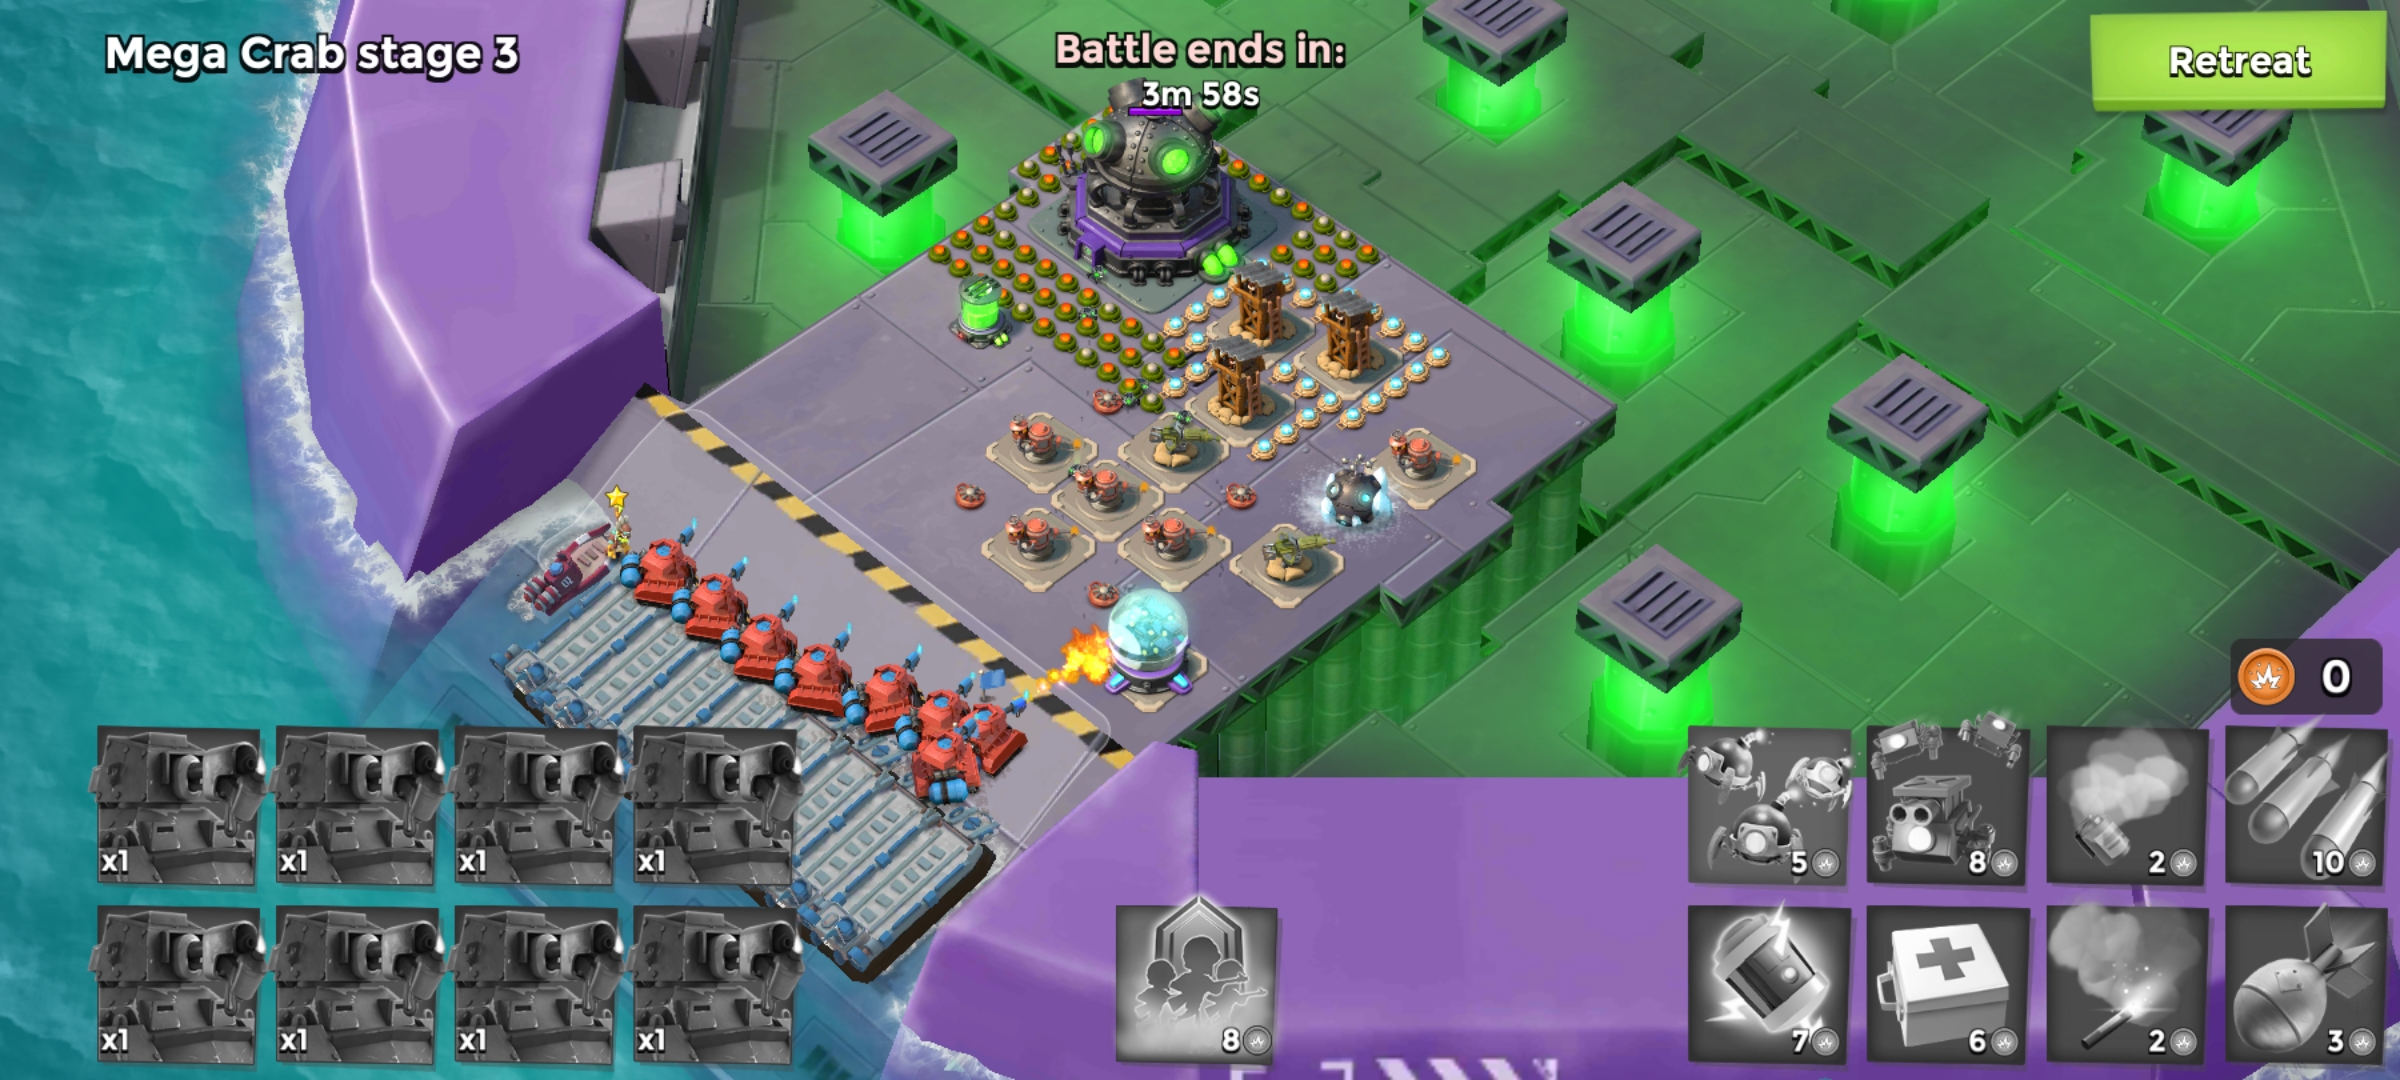 Mega Crab stage 3
Battle ends in:
3m 58s
Retreat
0
x1 x1 x1 x1
5 8 2 10
x1 x1 x1 x1
8
7 6 2 3
02